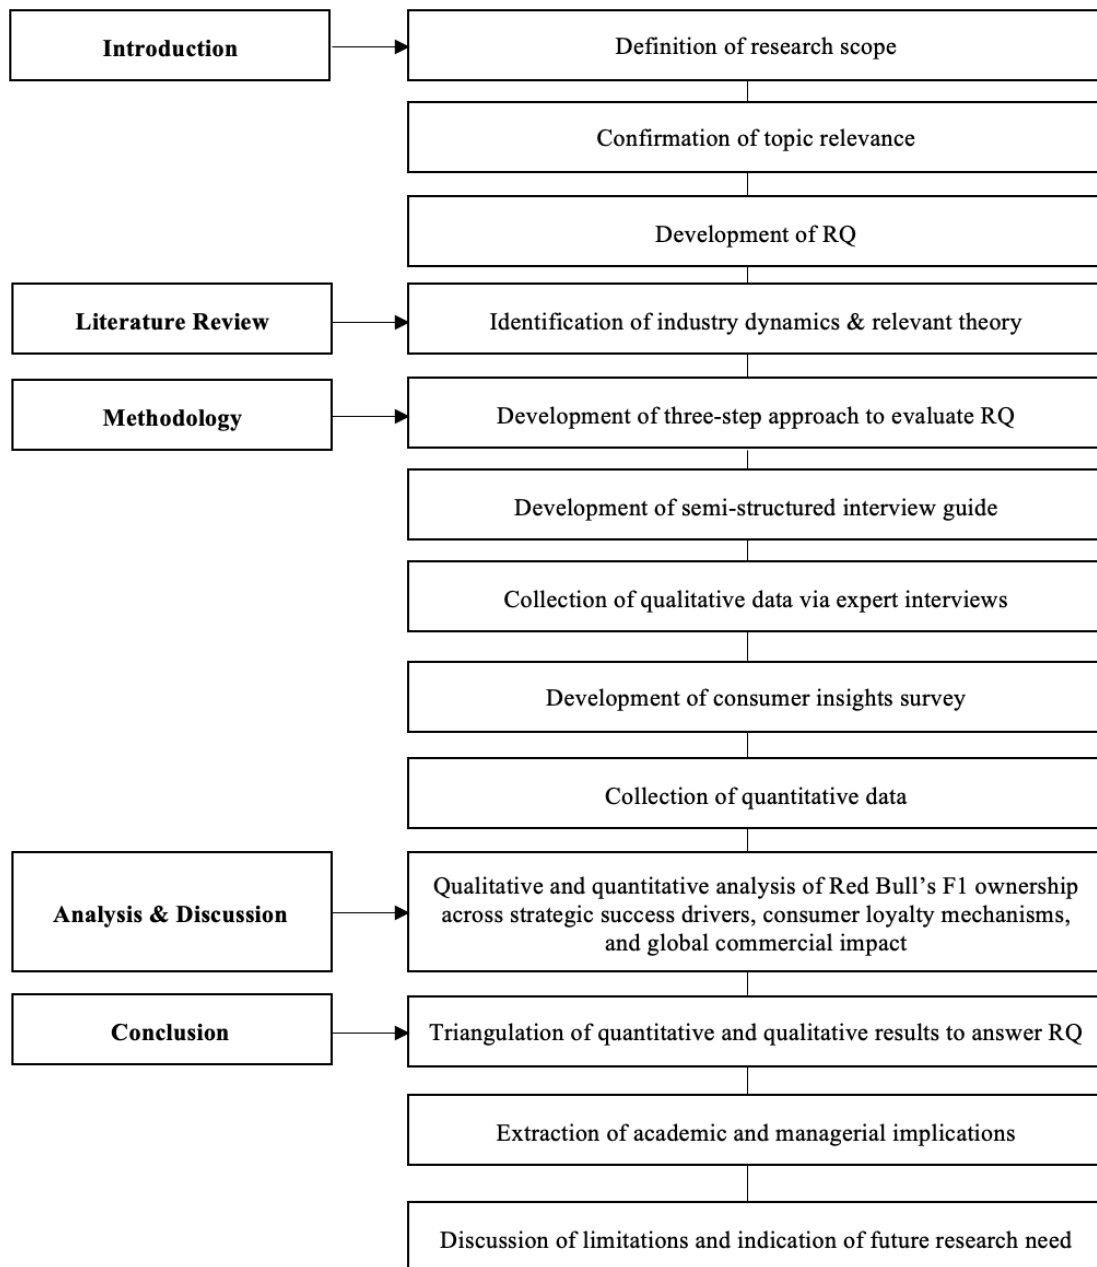 Introduction
Definition of research scope
Confirmation of topic relevance
Development of RQ
Literature Review
Identification of industry dynamics & relevant theory
Methodology
Development of three-step approach to evaluate RQ
Development of semi-structured interview guide
Collection of qualitative data via expert interviews
Development of consumer insights survey
Collection of quantitative data
Analysis & Discussion
Qualitative and quantitative analysis of Red Bull’s F1 ownership
across strategic success drivers, consumer loyalty mechanisms,
and global commercial impact
Conclusion
Triangulation of quantitative and qualitative results to answer RQ
Extraction of academic and managerial implications
Discussion of limitations and indication of future research need